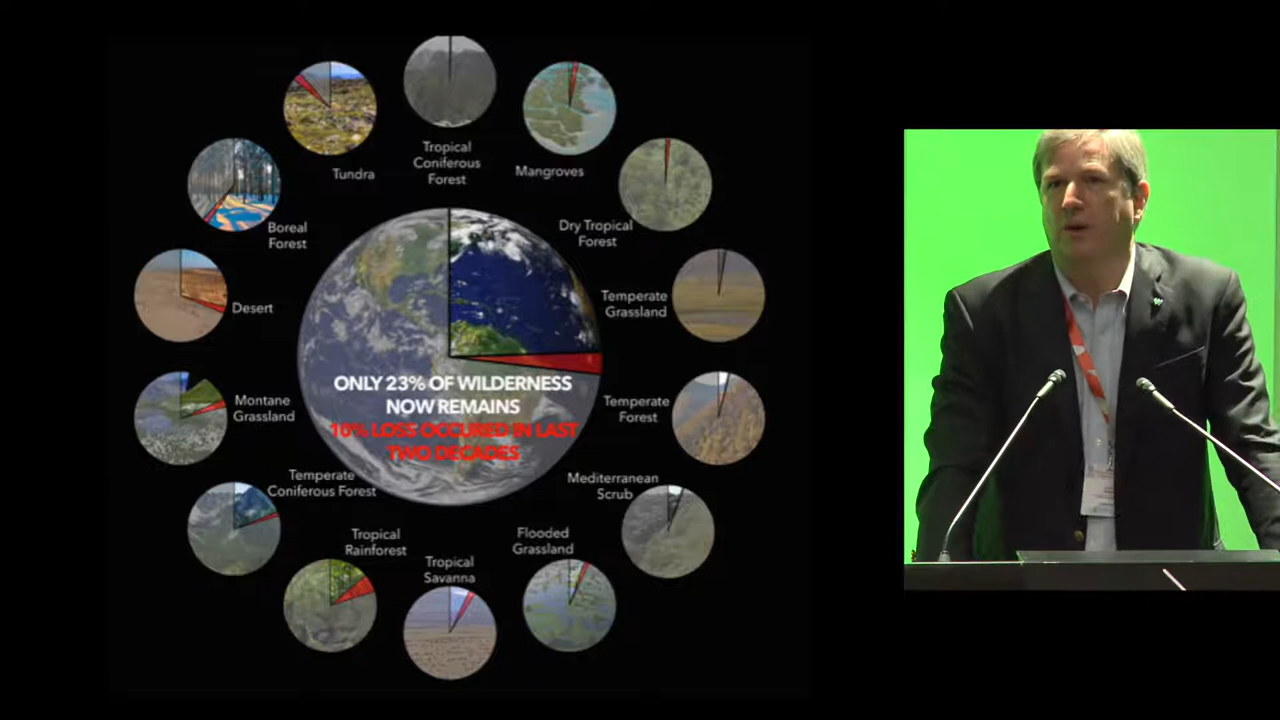 Tundra
Tropical
Coniferous
Forest
Mangroves
Boreal
Forest
Dry Tropical
Forest
Desert
Temperate
Grassland
ONLY 23% OF WILDERNESS
NOW REMAINS
10% LOSS OCCURED IN LAST
TWO DECADES
Montane
Grassland
Temperate
Forest
Temperate
Coniferous Forest
Mediterranean
Scrub
Tropical
Rainforest
Tropical
Savanna
Flooded
Grassland